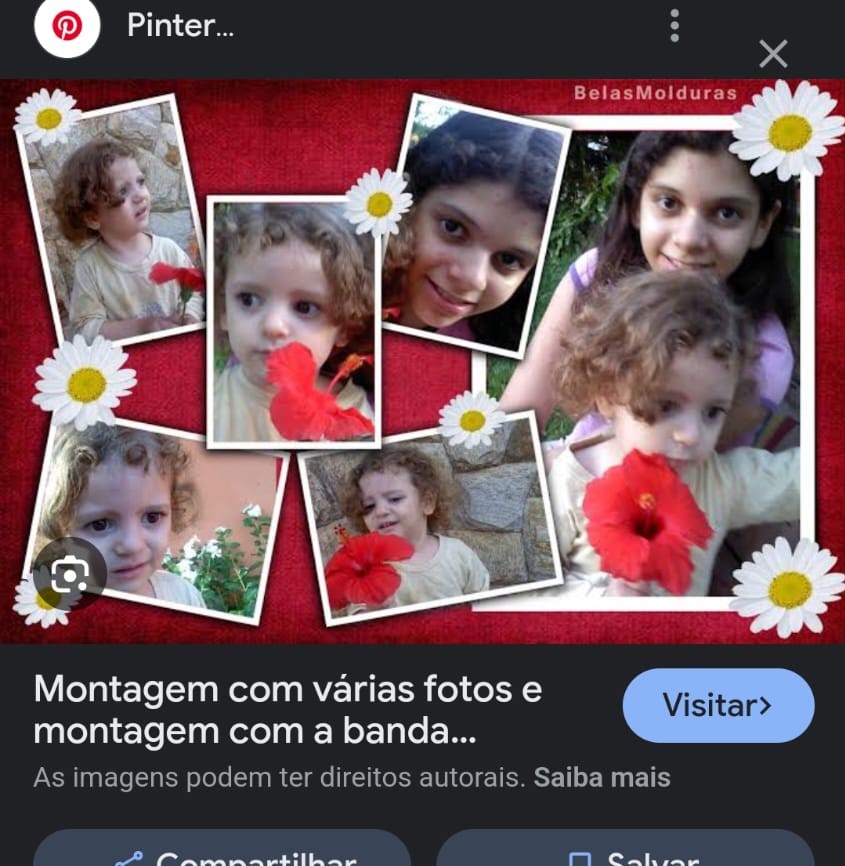 Pinter...
BelasMolduras
Montagem com várias fotos e
montagem com a banda...
Visitar>
As imagens podem ter direitos autorais. Saiba mais
Compartilhar
Salvar